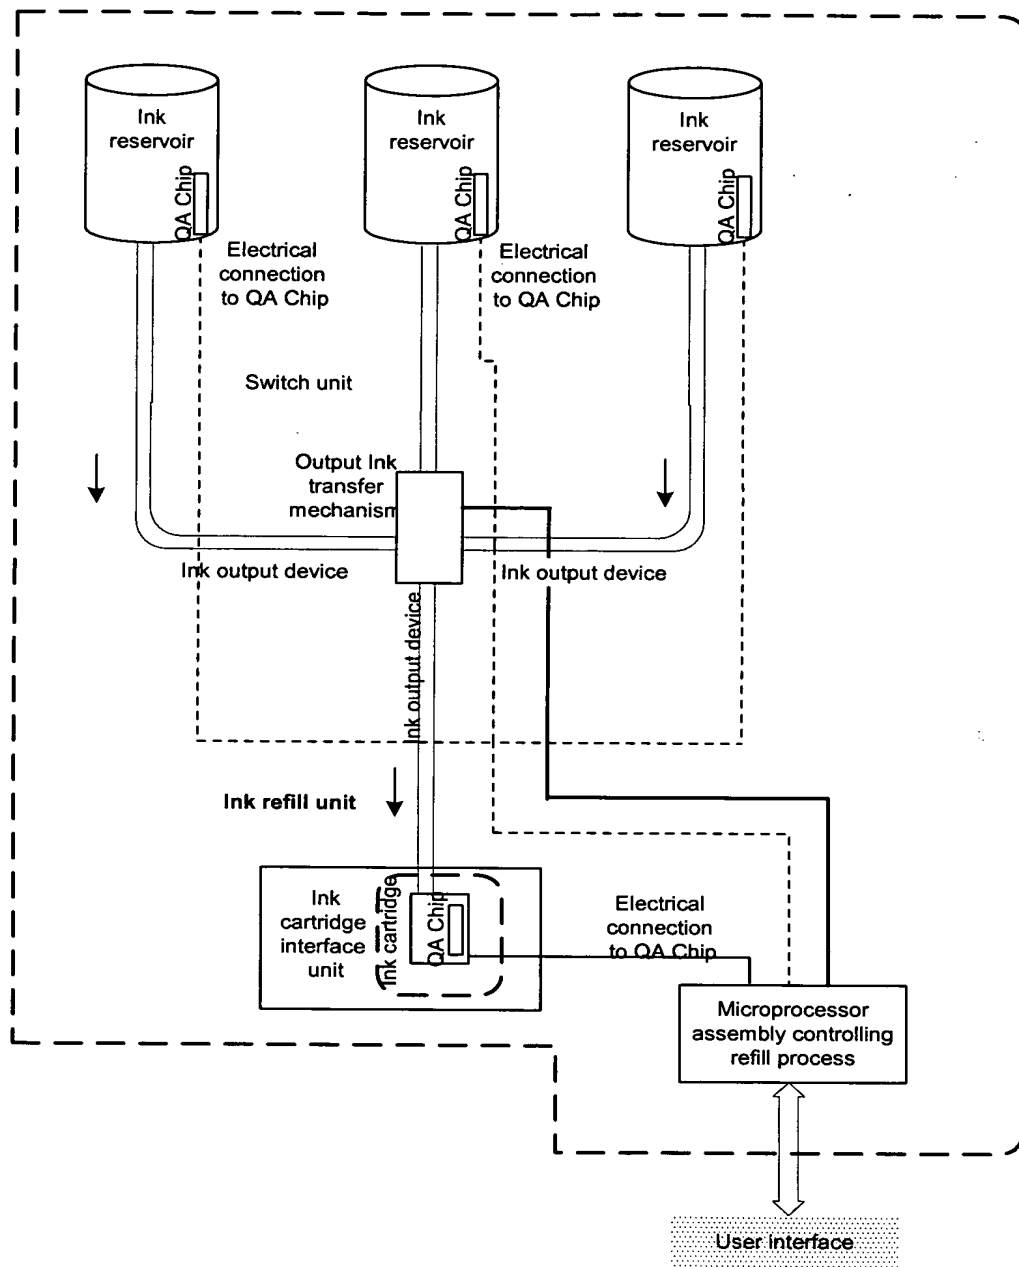 Ink
reservoir
QA Chip
Ink
reservoir
QA Chip
Ink
reservoir
QA Chip
Electrical
connection
to QA Chip
Electrical
connection
to QA Chip
Switch unit
Output Ink
transfer
mechanism
Ink output device
Ink output device
Ink output device
Ink refill unit
Ink
cartridge
interface
unit
Ink cartridge
QA Chip
Electrical
connection
to QA Chip
Microprocessor
assembly controlling
refill process
User interface